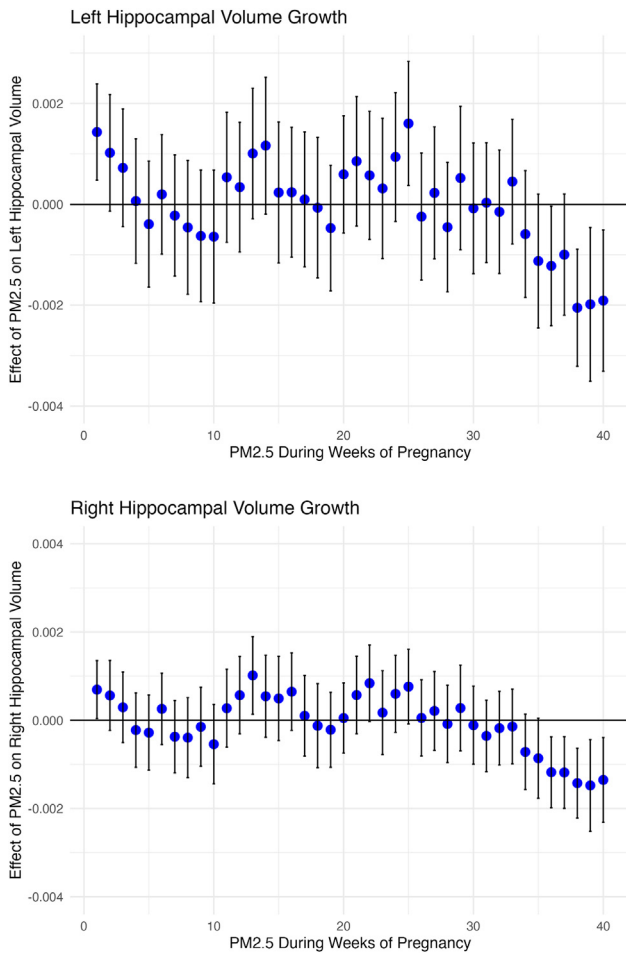 Left Hippocampal Volume Growth
Effect of PM2.5 on Left Hippocampal Volume
0.002
0.000
-0.002
-0.004
0 10 20 30 40
PM2.5 During Weeks of Pregnancy
Right Hippocampal Volume Growth
Effect of PM2.5 on Right Hippocampal Volume
0.004
0.002
0.000
-0.002
-0.004
0 10 20 30 40
PM2.5 During Weeks of Pregnancy